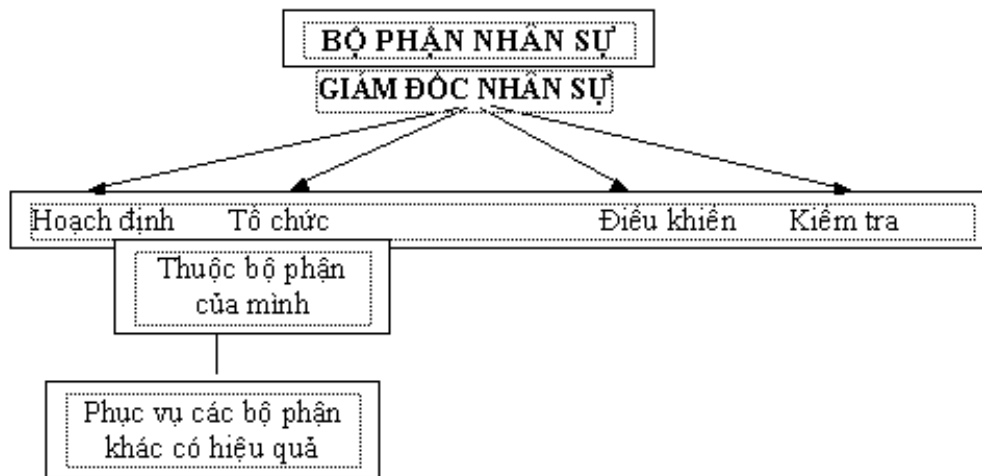 BỘ PHẬN NHÂN SỰ
GIÁM ĐỐC NHÂN SỰ
Hoạch định Tổ chức Điều khiển Kiểm tra
Thuộc bộ phận
của mình
Phục vụ các bộ phận
khác có hiệu quả